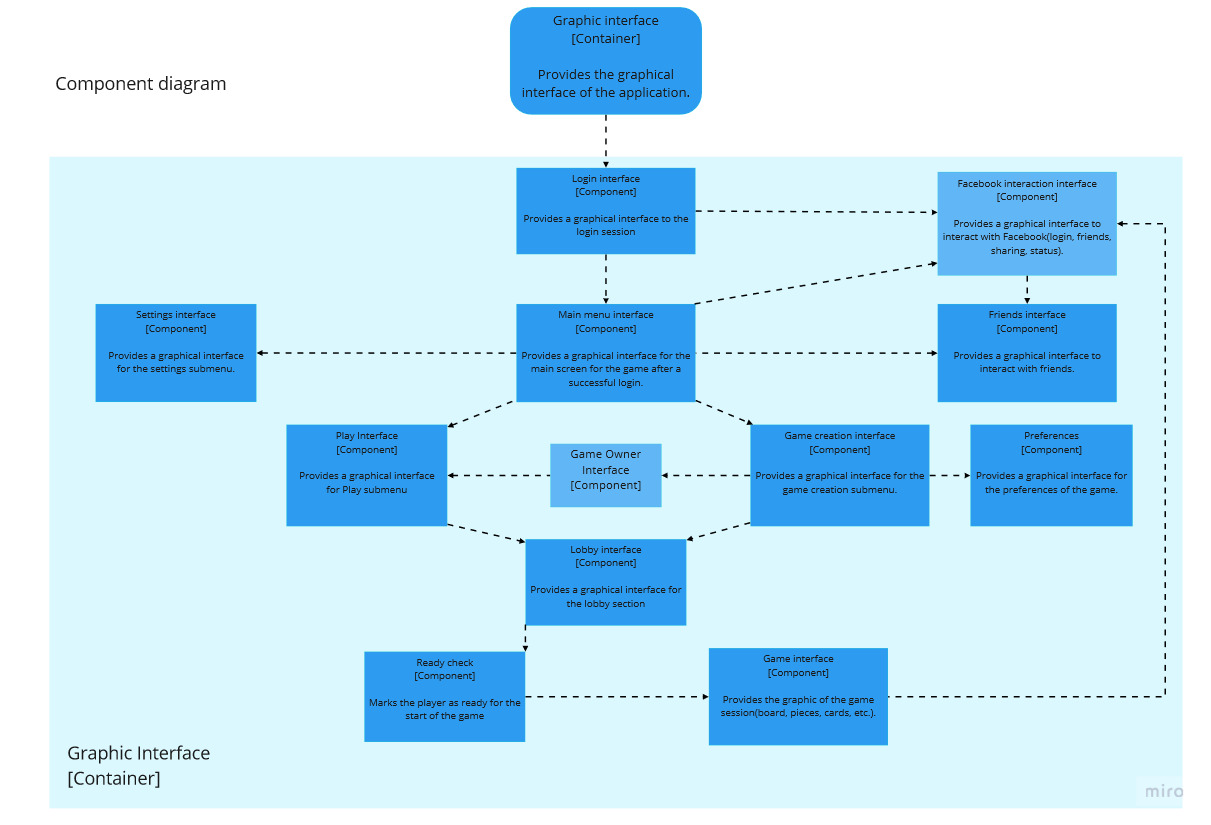 Graphic interface
[Container]
Provides the graphical
interface of the application.
Component diagram
Login interface
[Component]
Provides a graphical interface to the
login session
Facebook interaction interface
[Component]
Provides a graphical interface to
interact with Facebook(login, friends,
sharing, status).
Settings interface
[Component]
Provides a graphical interface
for the settings submenu.
Main menu interface
[Component]
Provides a graphical interface for the
main screen for the game after a
successful login.
Friends interface
[Component]
Provides a graphical interface to
interact with friends.
Play Interface
[Component]
Provides a graphical interface
for Play submenu
Game Owner
Interface
[Component]
Game creation interface
[Component]
Provides a graphical interface for the
game creation submenu.
Preferences
[Component]
Provides a graphical interface for
the preferences of the game.
Lobby interface
[Component]
Provides a graphical interface for
the lobby section
Ready check
[Component]
Marks the player as ready for the
start of the game
Game interface
[Component]
Provides the graphic of the game
session(board, pieces, cards, etc.).
Graphic Interface
[Container]
miro